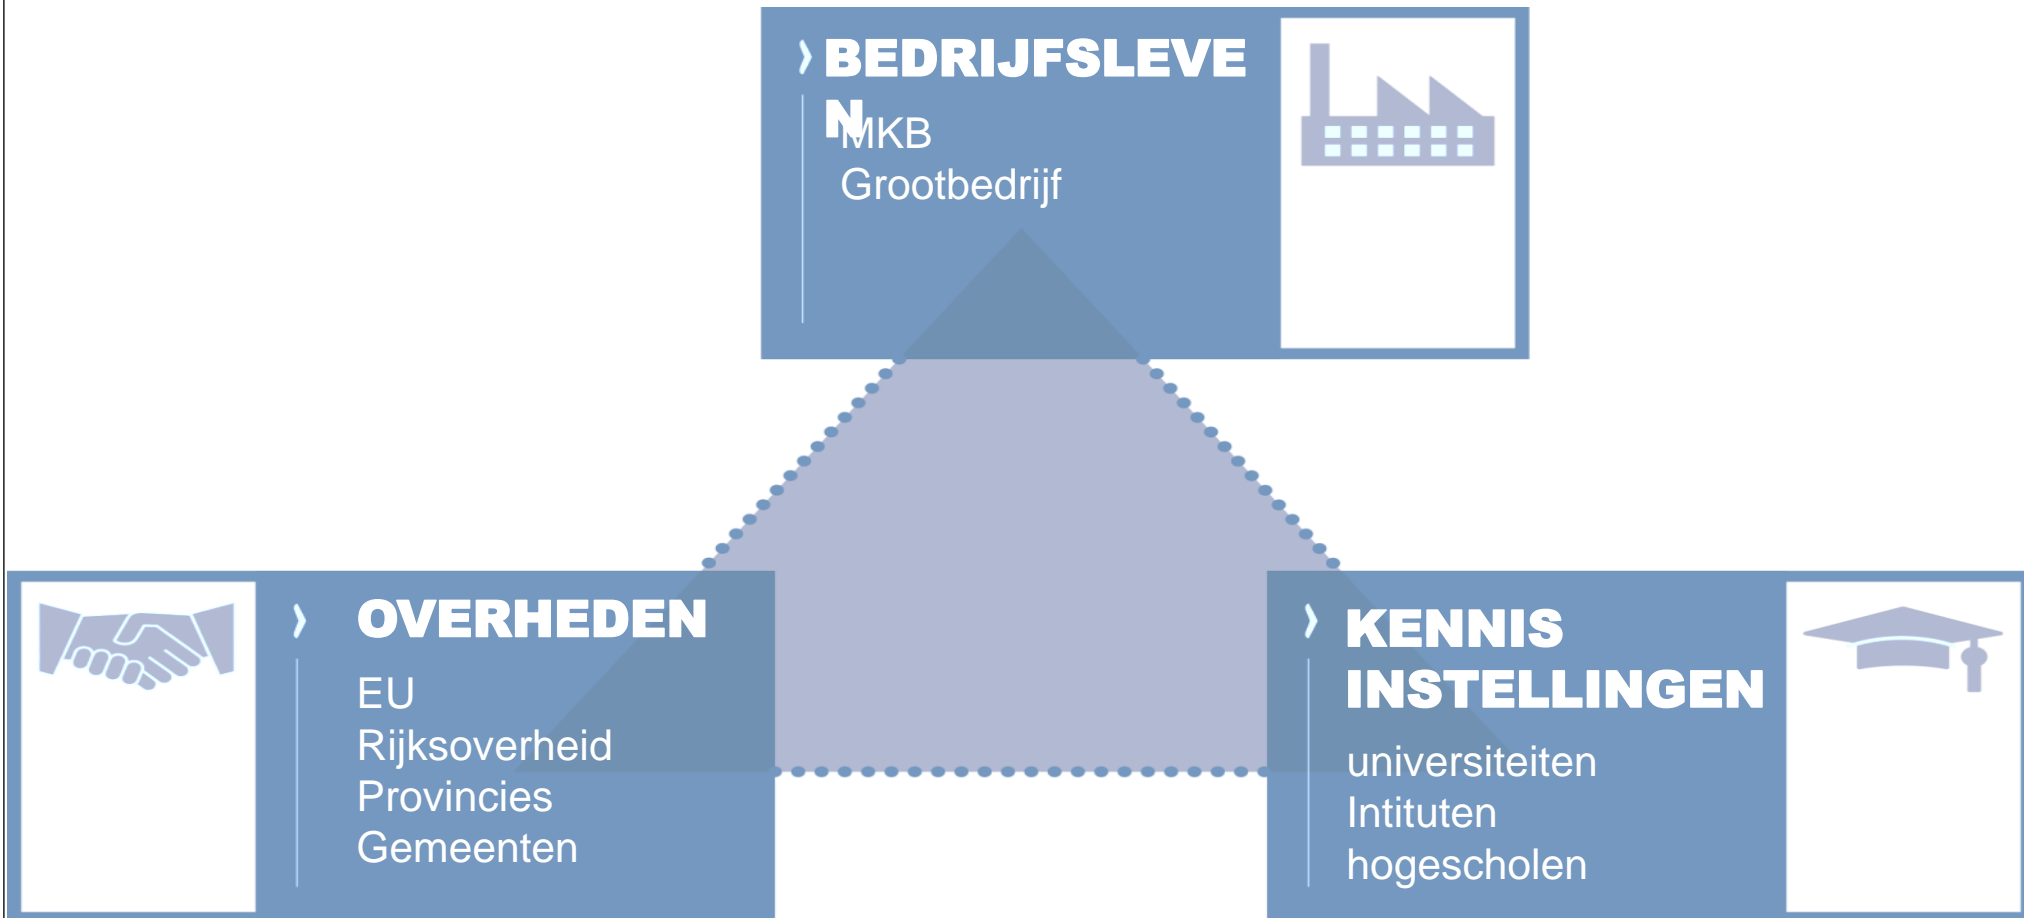 BEDRIJFSLEVE
N
MKB
Grootbedrijf
OVERHEDEN
EU
Rijksoverheid
Provincies
Gemeenten
KENNIS
INSTELLINGEN
universiteiten
Intituten
hogescholen